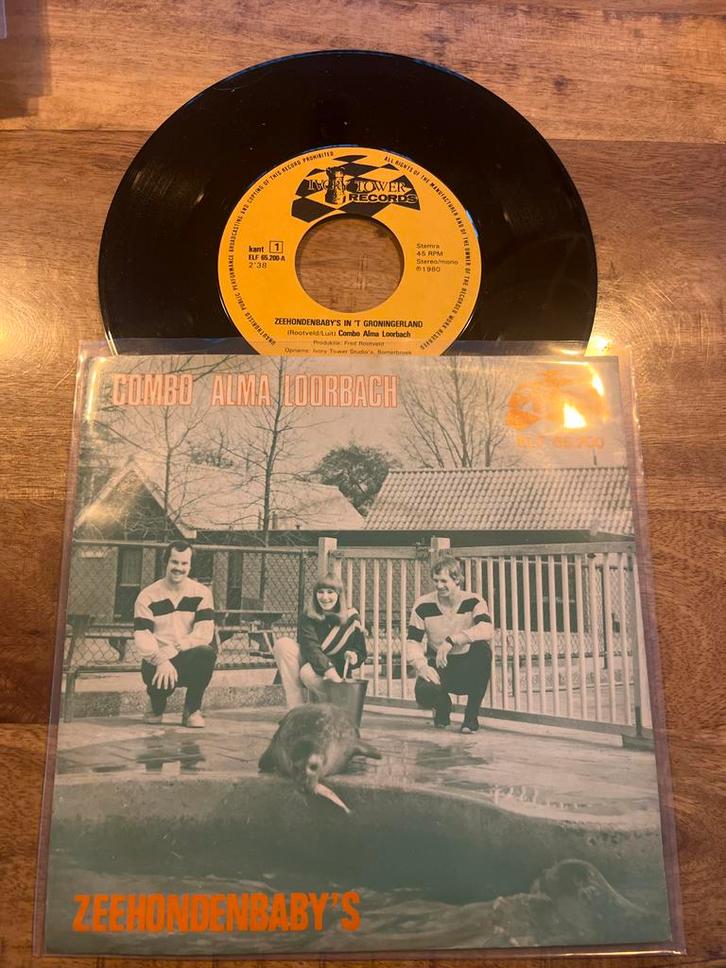 UNAUTHORISED PUBLIC PERFORMANCE BROADCASTING AND COPYING OF THIS RECORD PROHIBITED
ALL RIGHTS OF THE MANUFACTURER AND OF THE OWNER OF THE RECORDED WORK RESERVED
IVORY TOWER
RECORDS
kant 1
ELF 65.200-A
2'38
Stemra
45 RPM
Stereo/mono
℗1980
ZEEHONDENBABY'S IN 'T GRONINGERLAND
(Rootveld/Luit) Combo Alma Loorbach
Produktie: Fred Rootveld
Opname: Ivory Tower Studio's, Bornerbroek
COMBO ALMA LOORBACH
ELF 65.200
ZEEHONDENBABY'S